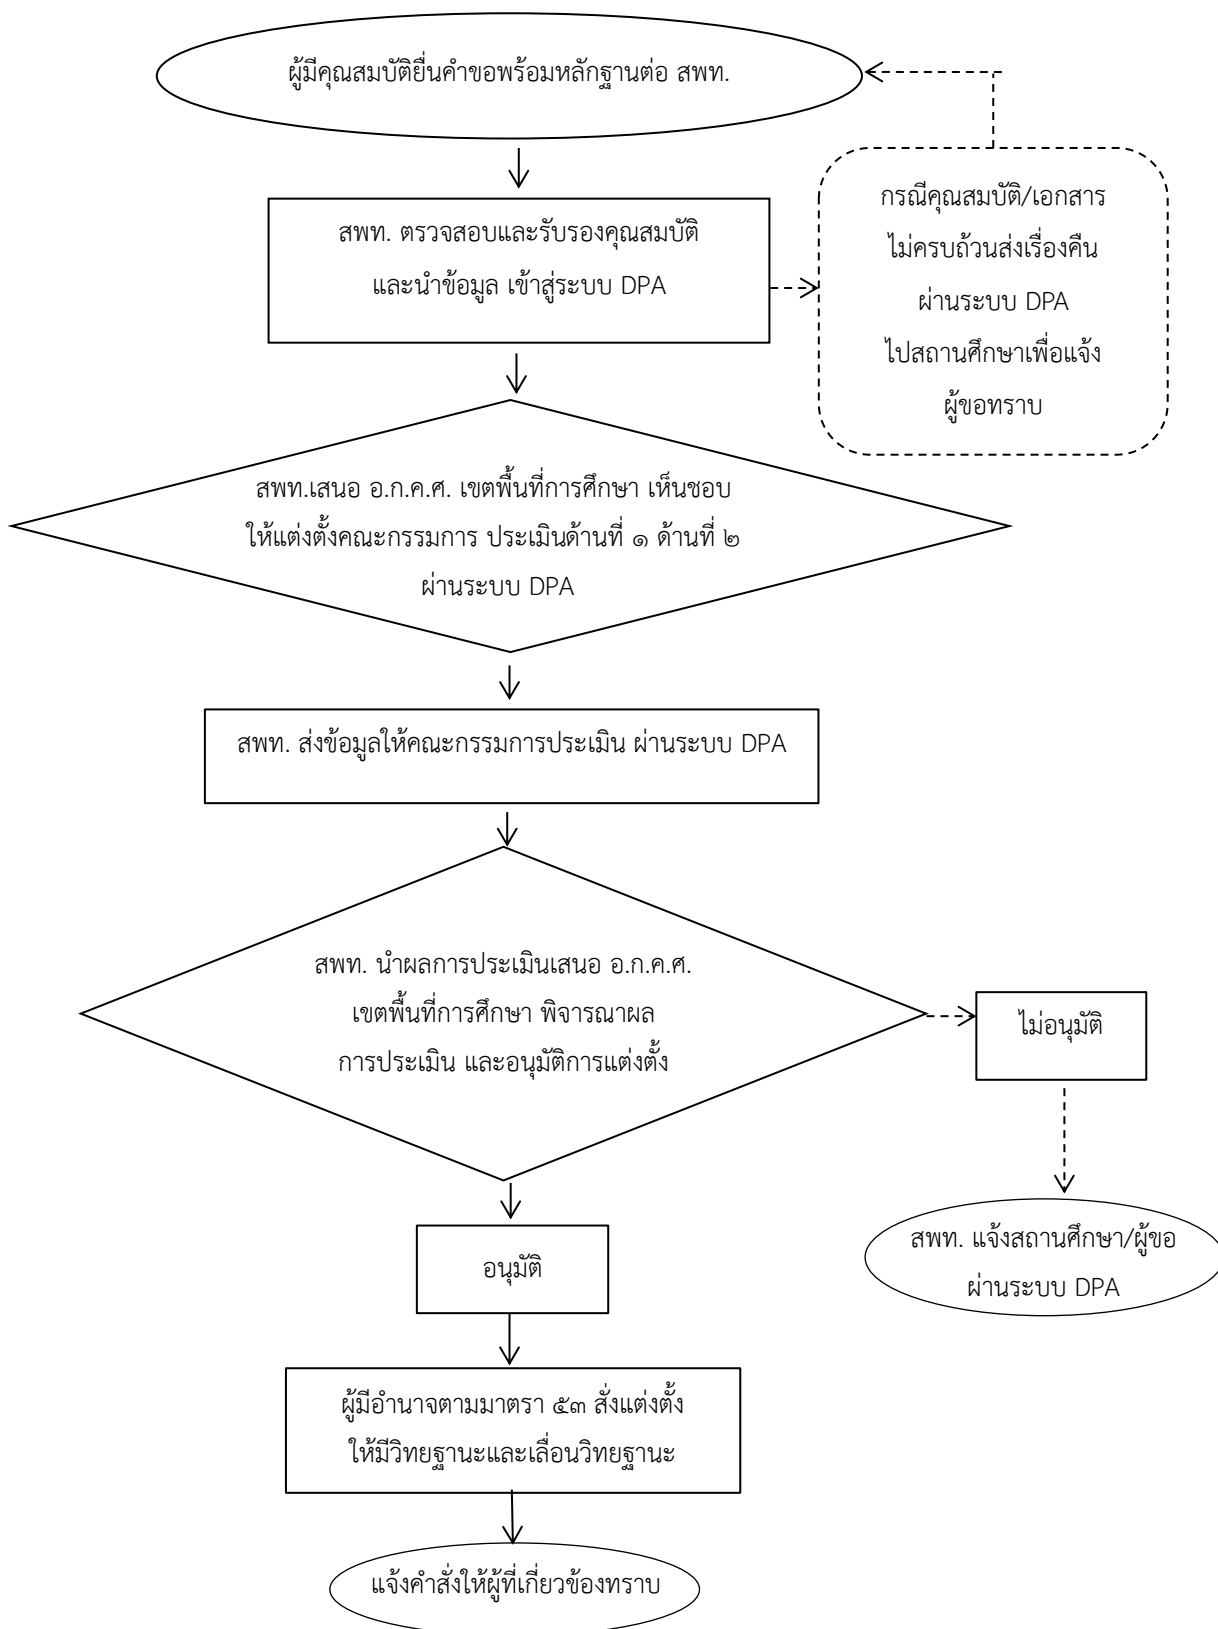 ผู้มีคุณสมบัติยื่นคำขอพร้อมหลักฐานต่อ สพท.
สพท. ตรวจสอบและรับรองคุณสมบัติ
และนำข้อมูล เข้าสู่ระบบ DPA
กรณีคุณสมบัติ/เอกสาร
ไม่ครบถ้วนส่งเรื่องคืน
ผ่านระบบ DPA
ไปสถานศึกษาเพื่อแจ้ง
ผู้ขอทราบ
สพท.เสนอ อ.ก.ค.ศ. เขตพื้นที่การศึกษา เห็นชอบ
ให้แต่งตั้งคณะกรรมการ ประเมินด้านที่ ๑ ด้านที่ ๒
ผ่านระบบ DPA
สพท. ส่งข้อมูลให้คณะกรรมการประเมิน ผ่านระบบ DPA
สพท. นำผลการประเมินเสนอ อ.ก.ค.ศ.
เขตพื้นที่การศึกษา พิจารณาผล
การประเมิน และอนุมัติการแต่งตั้ง
ไม่อนุมัติ
สพท. แจ้งสถานศึกษา/ผู้ขอ
ผ่านระบบ DPA
อนุมัติ
ผู้มีอำนาจตามมาตรา ๕๓ สั่งแต่งตั้ง
ให้มีวิทยฐานะและเลื่อนวิทยฐานะ
แจ้งคำสั่งให้ผู้ที่เกี่ยวข้องทราบ